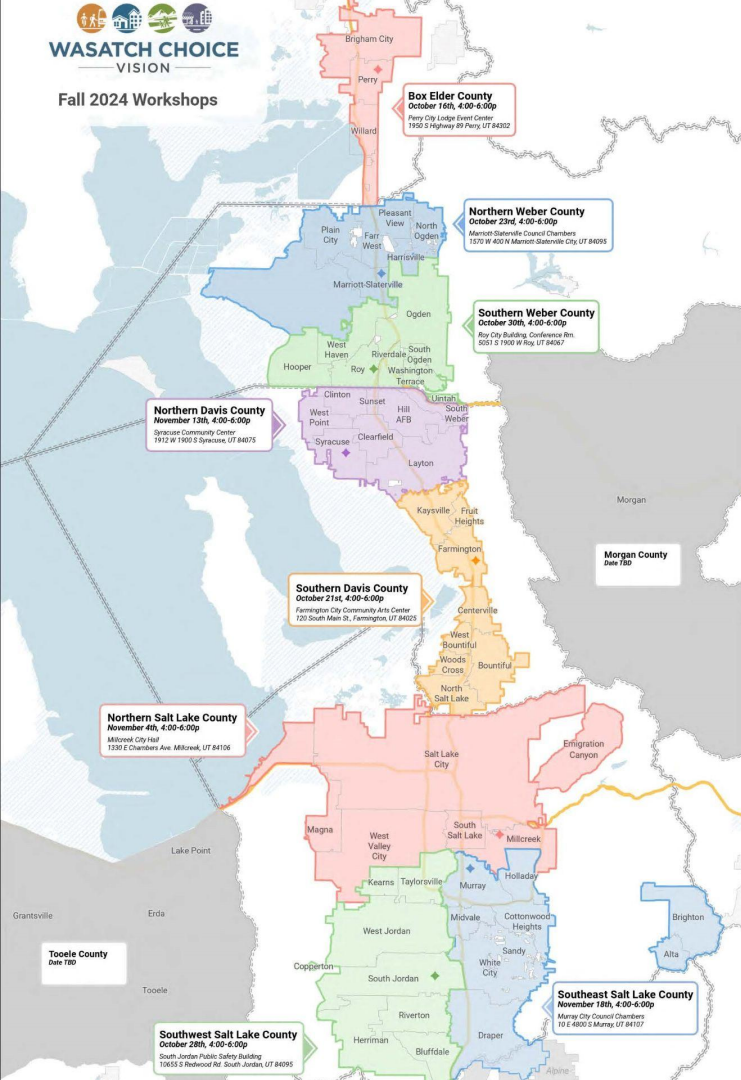 WASATCH CHOICE
VISION
Fall 2024 Workshops
Brigham City
Perry
Willard
Box Elder County
October 16th, 4:00-6:00p
Perry City Lodge Event Center
1950 S Highway 89 Perry, UT 84302
Northern Weber County
October 23rd, 4:00-6:00p
Marriott-Slaterville Council Chambers
1570 W 400 N Marriott-Slaterville City, UT 84095
Pleasant
View
Plain
City
Farr
West
North
Ogden
Harrisville
Marriott-Slaterville
Southern Weber County
October 30th, 4:00-6:00p
Roy City Building, Conference Rm.
5051 S 1900 W Roy, UT 84067
Ogden
West
Haven
Hooper
Roy
Riverdale
South
Ogden
Washington
Terrace
Uintah
Northern Davis County
November 13th, 4:00-6:00p
Syracuse Community Center
1912 W 1900 S Syracuse, UT 84075
Clinton
Sunset
West
Point
Hill
AFB
South
Weber
Syracuse
Clearfield
Layton
Kaysville
Fruit
Heights
Farmington
Morgan
Morgan County
Date TBD
Southern Davis County
October 21st, 4:00-6:00p
Farmington City Community Arts Center
120 South Main St., Farmington, UT 84025
Centerville
West
Bountiful
Woods
Cross
Bountiful
North
Salt Lake
Northern Salt Lake County
November 4th, 4:00-6:00p
Millcreek City Hall
1330 E Chambers Ave. Millcreek, UT 84106
Salt Lake
City
Emigration
Canyon
Magna
West
Valley
City
South
Salt Lake
Millcreek
Lake Point
Grantsville
Erda
Tooele County
Date TBD
Tooele
Kearns
Taylorsville
Murray
Holladay
West Jordan
Midvale
Cottonwood
Heights
Sandy
White
City
Brighton
Alta
Copperton
South Jordan
Riverton
Herriman
Bluffdale
Draper
Southeast Salt Lake County
November 18th, 4:00-6:00p
Murray City Council Chambers
10 E 4800 S Murray, UT 84107
Southwest Salt Lake County
October 28th, 4:00-6:00p
South Jordan Public Safety Building
10655 S Redwood Rd. South Jordan, UT 84095
Alpine